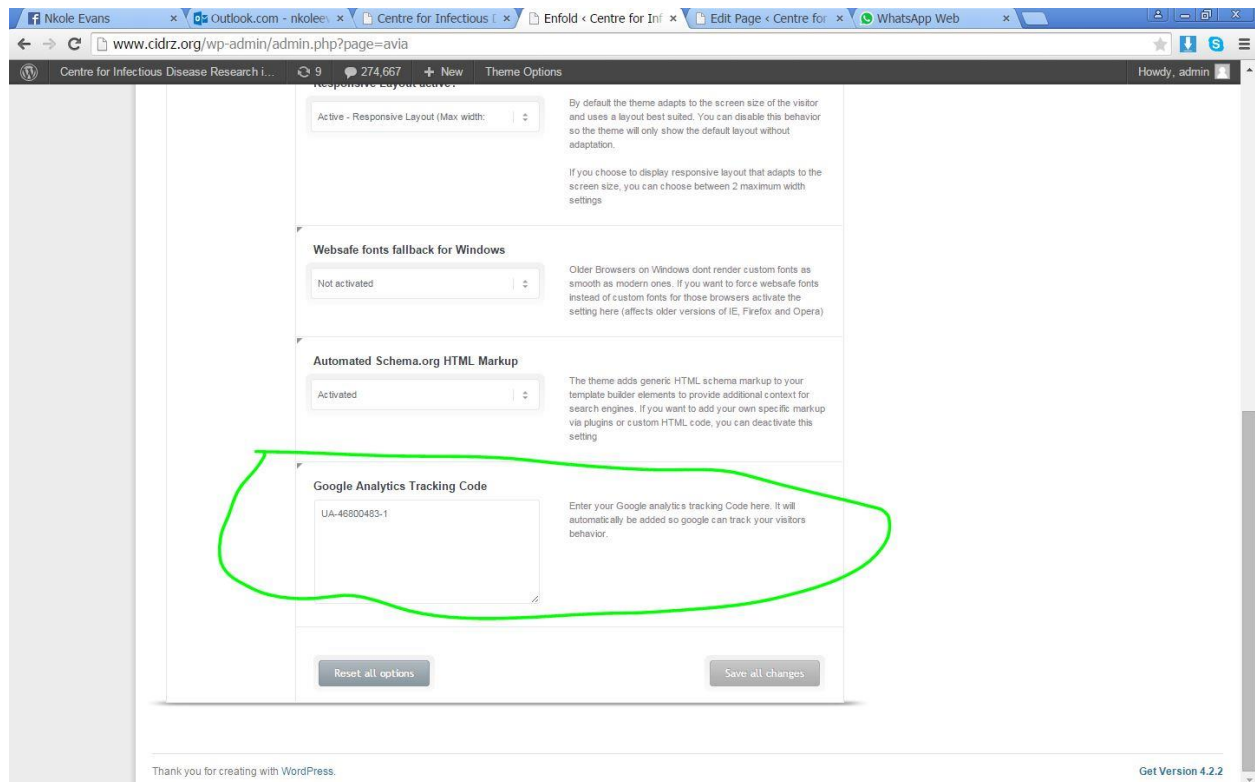 Nkole Evans
Outlook.com - nkoleev
Centre for Infectious D
Enfold ‹ Centre for Inf
Edit Page ‹ Centre for
WhatsApp Web
www.cidrz.org/wp-admin/admin.php?page=avia
Centre for Infectious Disease Research i...
9
274,667
+ New
Theme Options
Howdy, admin
Responsive Layout active?
Active - Responsive Layout (Max width:
By default the theme adapts to the screen size of the visitor
and uses a layout best suited. You can disable this behavior
so the theme will only show the default layout without
adaptation.
If you choose to display responsive layout that adapts to the
screen size, you can choose between 2 maximum width
settings
Websafe fonts fallback for Windows
Not activated
Older Browsers on Windows dont render custom fonts as
smooth as modern ones. If you want to force websafe fonts
instead of custom fonts for those browsers activate the
setting here (affects older versions of IE, Firefox and Opera)
Automated Schema.org HTML Markup
Activated
The theme adds generic HTML schema markup to your
template builder elements to provide additional context for
search engines. If you want to add your own specific markup
via plugins or custom HTML code, you can deactivate this
setting
Google Analytics Tracking Code
UA-46800483-1
Enter your Google analytics tracking Code here. It will
automatically be added so google can track your visitors
behavior.
Reset all options
Save all changes
Thank you for creating with WordPress.
Get Version 4.2.2